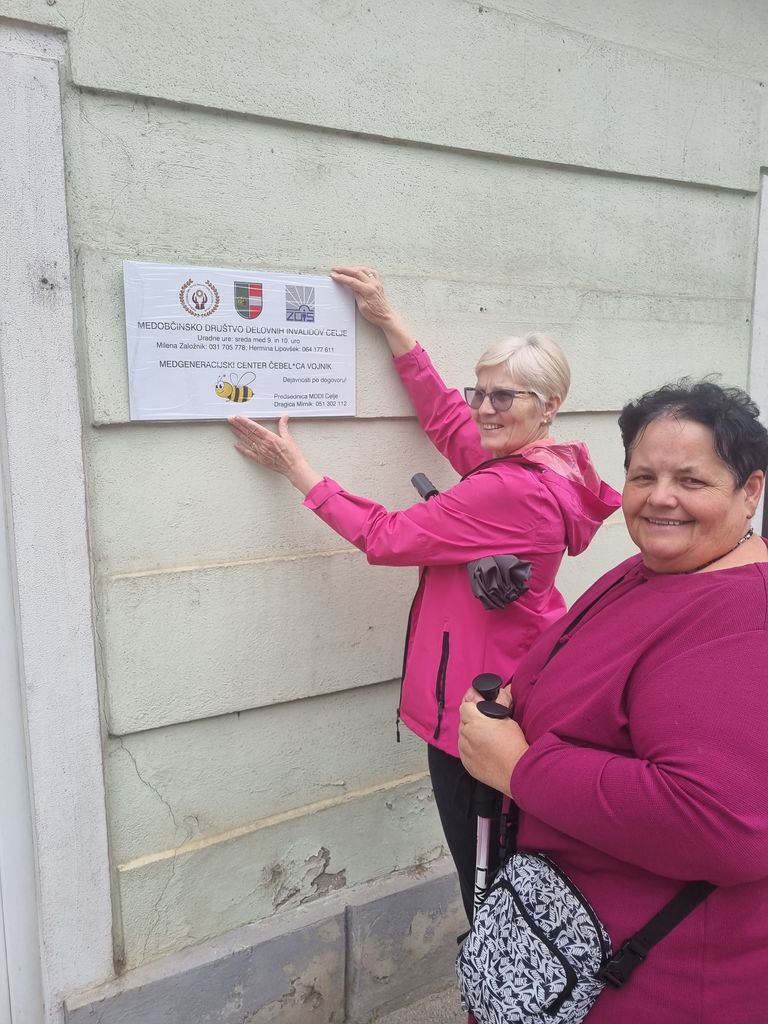 ZDIS
MEDOBČINSKO DRUŠTVO DELOVNIH INVALIDOV CELJE
Uradne ure: sreda med 9. in 10. uro
Milena Založnik: 031 705 778, Hermina Lipovšek: 064 177 611
MEDGENERACIJSKI CENTER ČEBEL*CA VOJNIK
Dejavnosti po dogovoru!
Predsednica MDDI Celje
Dragica Mirnik: 051 302 112